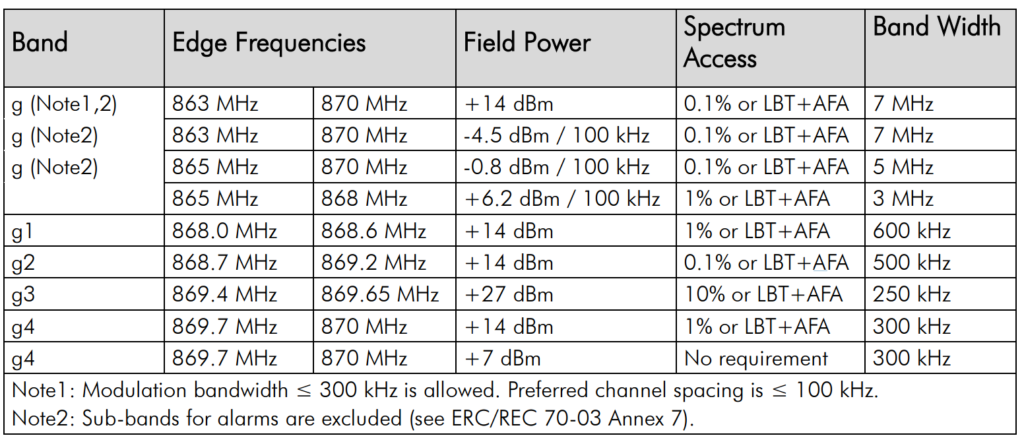 Band Edge Frequencies Field Power Spectrum Access Band Width
g (Note1,2) 863 MHz 870 MHz +14 dBm 0.1% or LBT+AFA 7 MHz
g (Note2) 863 MHz 870 MHz -4.5 dBm / 100 kHz 0.1% or LBT+AFA 7 MHz
g (Note2) 865 MHz 870 MHz -0.8 dBm / 100 kHz 0.1% or LBT+AFA 5 MHz
865 MHz 868 MHz +6.2 dBm / 100 kHz 1% or LBT+AFA 3 MHz
g1 868.0 MHz 868.6 MHz +14 dBm 1% or LBT+AFA 600 kHz
g2 868.7 MHz 869.2 MHz +14 dBm 0.1% or LBT+AFA 500 kHz
g3 869.4 MHz 869.65 MHz +27 dBm 10% or LBT+AFA 250 kHz
g4 869.7 MHz 870 MHz +14 dBm 1% or LBT+AFA 300 kHz
g4 869.7 MHz 870 MHz +7 dBm No requirement 300 kHz
Note1: Modulation bandwidth ≤ 300 kHz is allowed. Preferred channel spacing is ≤ 100 kHz.
Note2: Sub-bands for alarms are excluded (see ERC/REC 70-03 Annex 7).